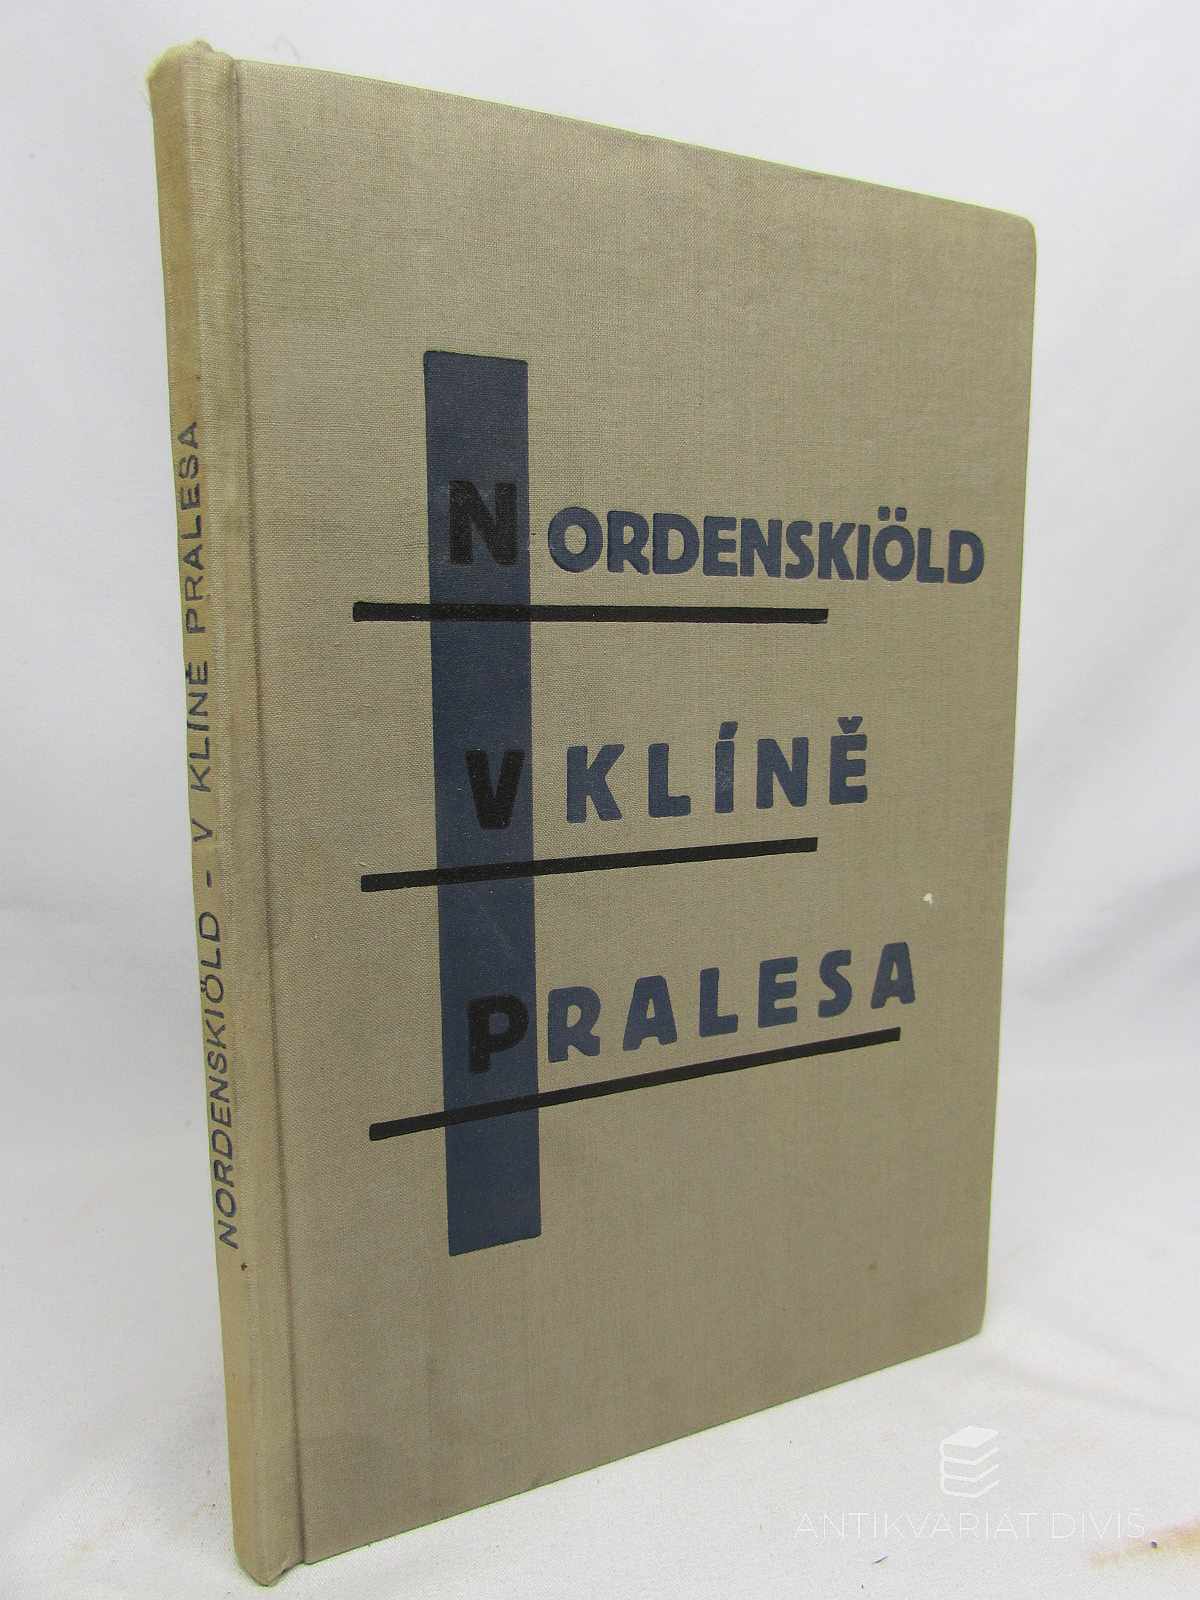 NORDENSKIÖLD - V KLÍNĚ PRALESA
NORDENSKIÖLD
V KLÍNĚ
PRALESA
ANTIKVARIÁT DIVIŠ